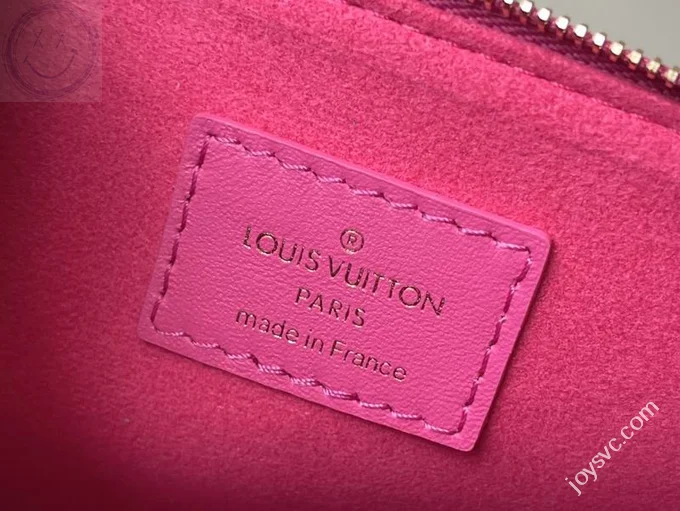 ®
LOUIS VUITTON
PARIS
made in France
joysvc.com